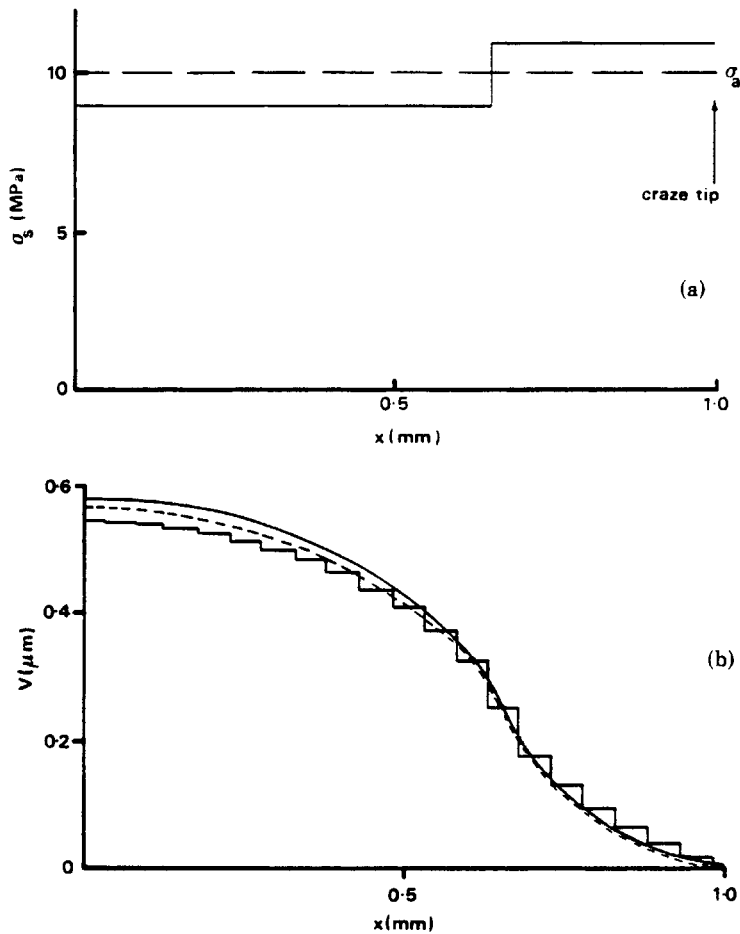 10
σa
σs (MPa)
craze tip
5
(a)
0
0·5
1·0
x(mm)
0·6
0·4
V(μm)
(b)
0·2
0
0·5
1·0
x(mm)